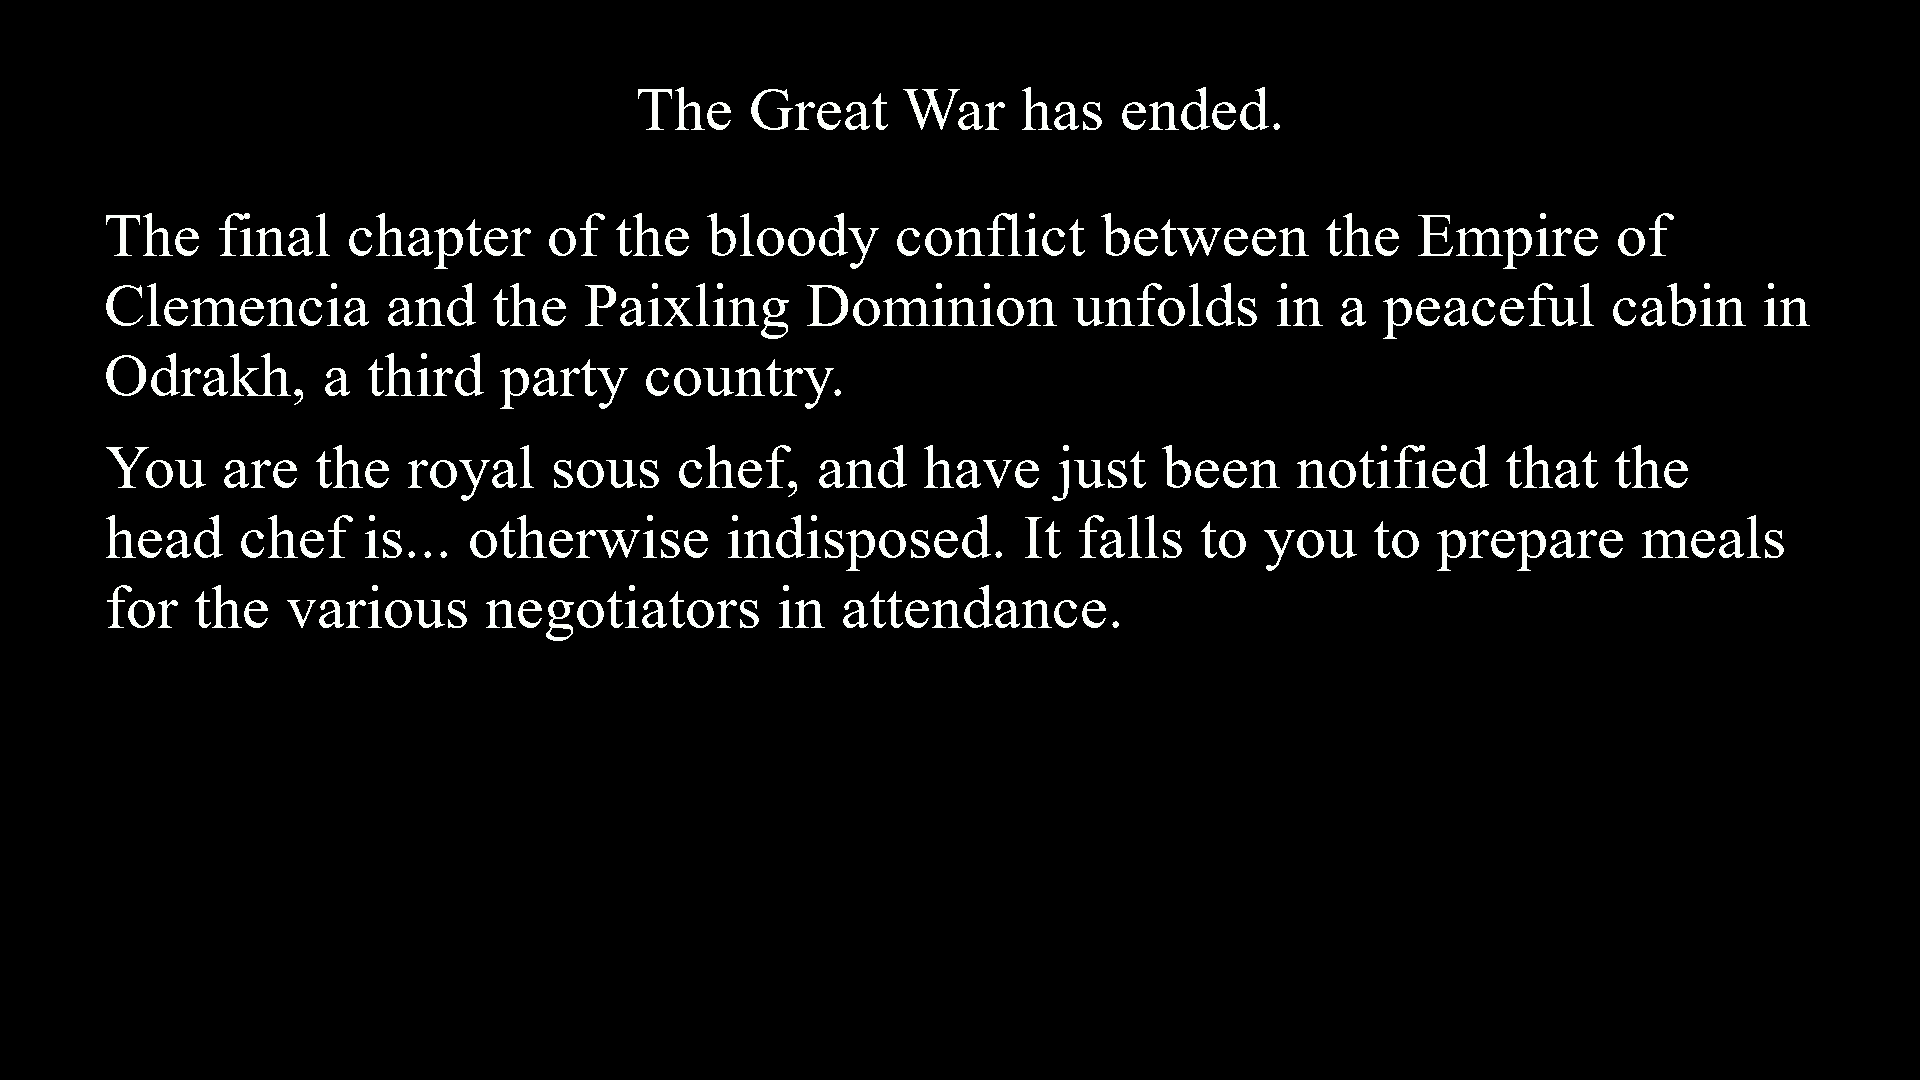 The Great War has ended.
The final chapter of the bloody conflict between the Empire of
Clemencia and the Paixling Dominion unfolds in a peaceful cabin in
Odrakh, a third party country.
You are the royal sous chef, and have just been notified that the
head chef is... otherwise indisposed. It falls to you to prepare meals
for the various negotiators in attendance.